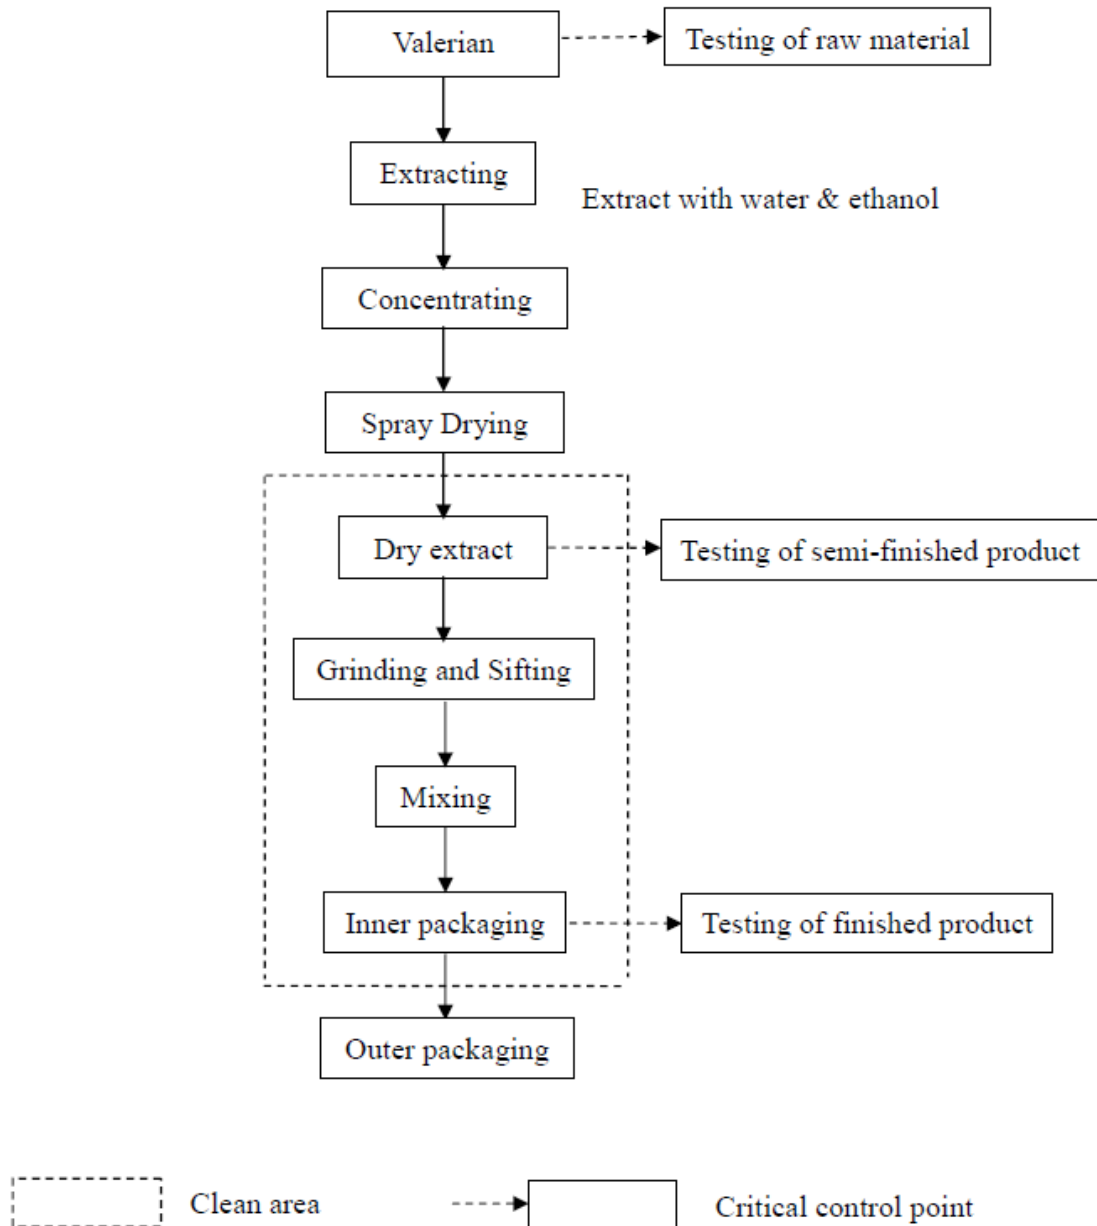 Valerian
Testing of raw material
Extracting
Extract with water & ethanol
Concentrating
Spray Drying
Dry extract
Testing of semi-finished product
Grinding and Sifting
Mixing
Inner packaging
Testing of finished product
Outer packaging
Clean area
Critical control point